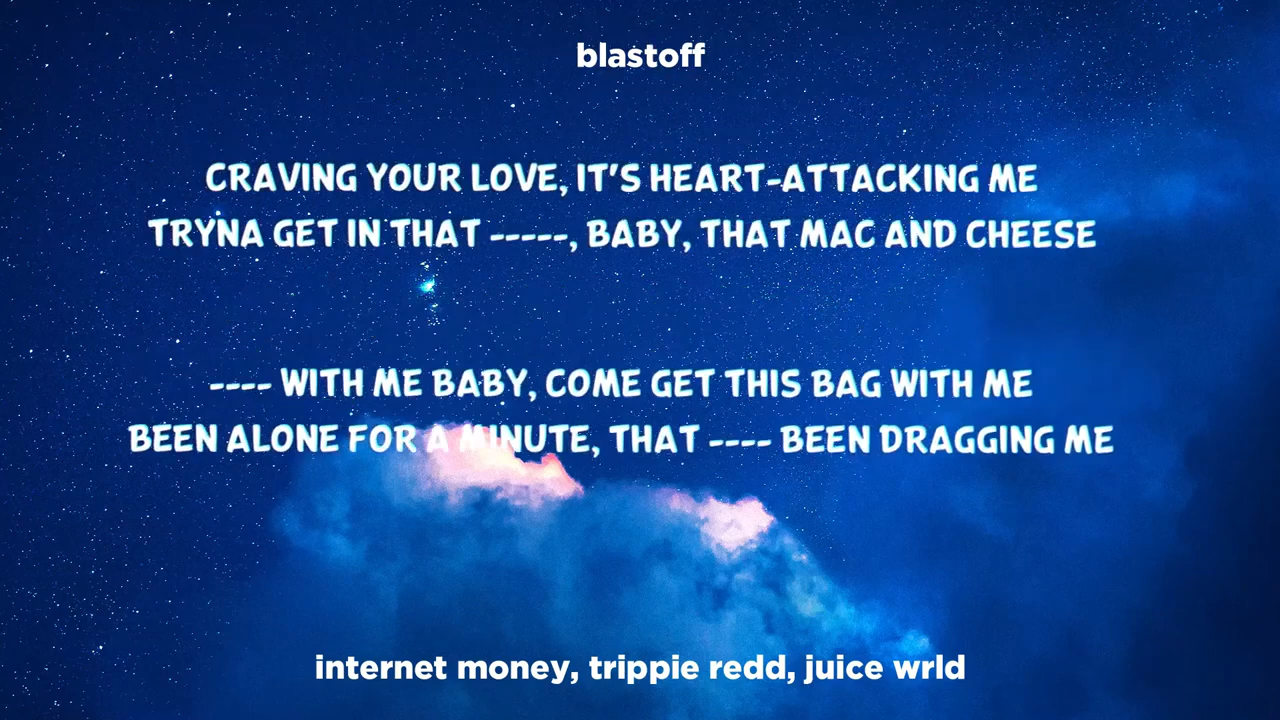 blastoff
CRAVING YOUR LOVE, IT'S HEART-ATTACKING ME
TRYNA GET IN THAT -----, BABY, THAT MAC AND CHEESE
---- WITH ME BABY, COME GET THIS BAG WITH ME
BEEN ALONE FOR A MINUTE, THAT ---- BEEN DRAGGING ME
internet money, trippie redd, juice wrld